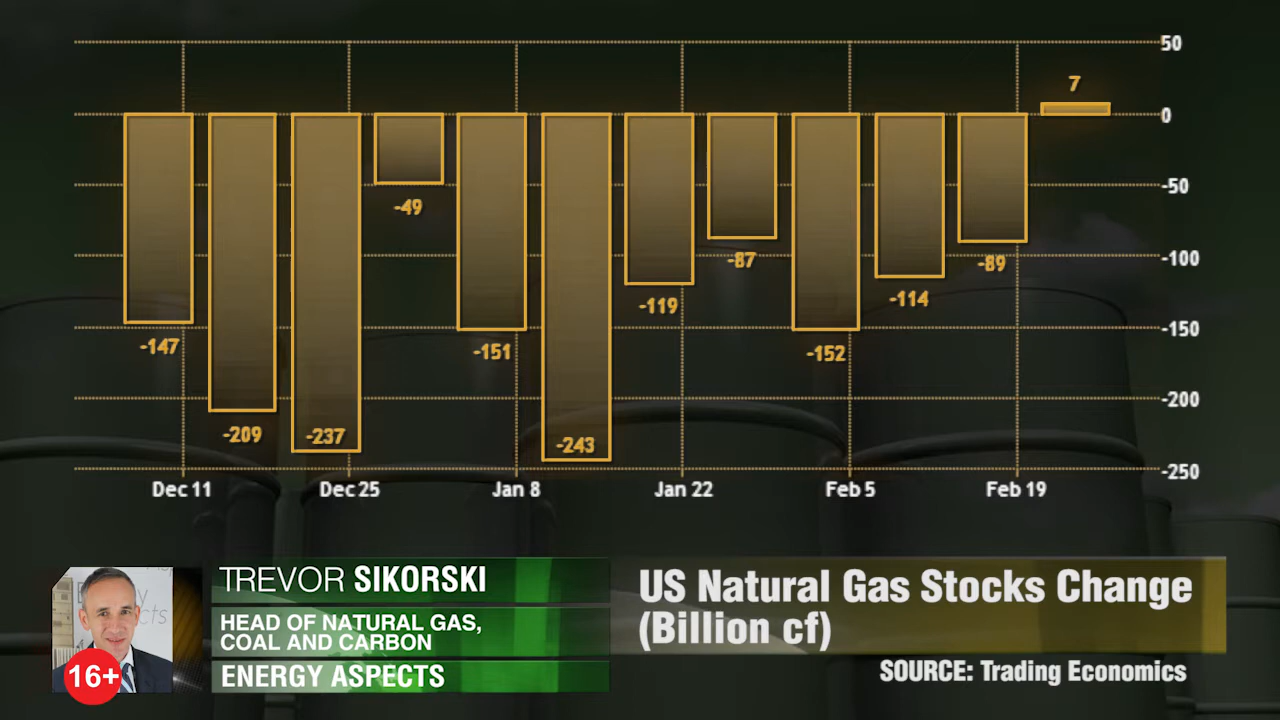 50
7
0
-50
-49
-87
-89
-100
-114
-119
-147
-151
-152
-150
-200
-209
-237
-243
-250
Dec 11
Dec 25
Jan 8
Jan 22
Feb 5
Feb 19
TREVOR SIKORSKI
HEAD OF NATURAL GAS,
COAL AND CARBON
ENERGY ASPECTS
16+
US Natural Gas Stocks Change
(Billion cf)
SOURCE: Trading Economics